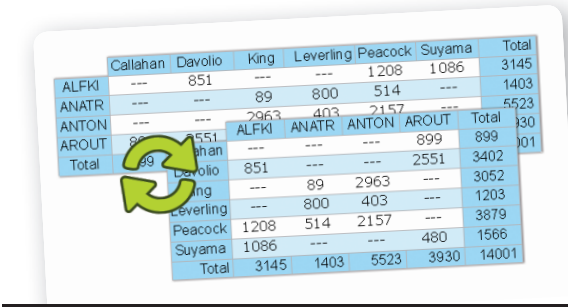 Callahan Davolio King Leverling Peacock Suyama Total
ALFKI --- 851 --- --- 1208 1086 3145
ANATR --- --- 89 800 514 --- 1403
ANTON --- --- 2963 403 2157 5523
AROUT 2551
Total
ALFKI ANATR ANTON AROUT Total
--- --- --- 899 899
Davolio 851 --- --- 2551 3402
--- 89 2963 --- 3052
Leverling --- 800 403 --- 1203
Peacock 1208 514 2157 --- 3879
Suyama 1086 --- --- 480 1566
Total 3145 1403 5523 3930 14001